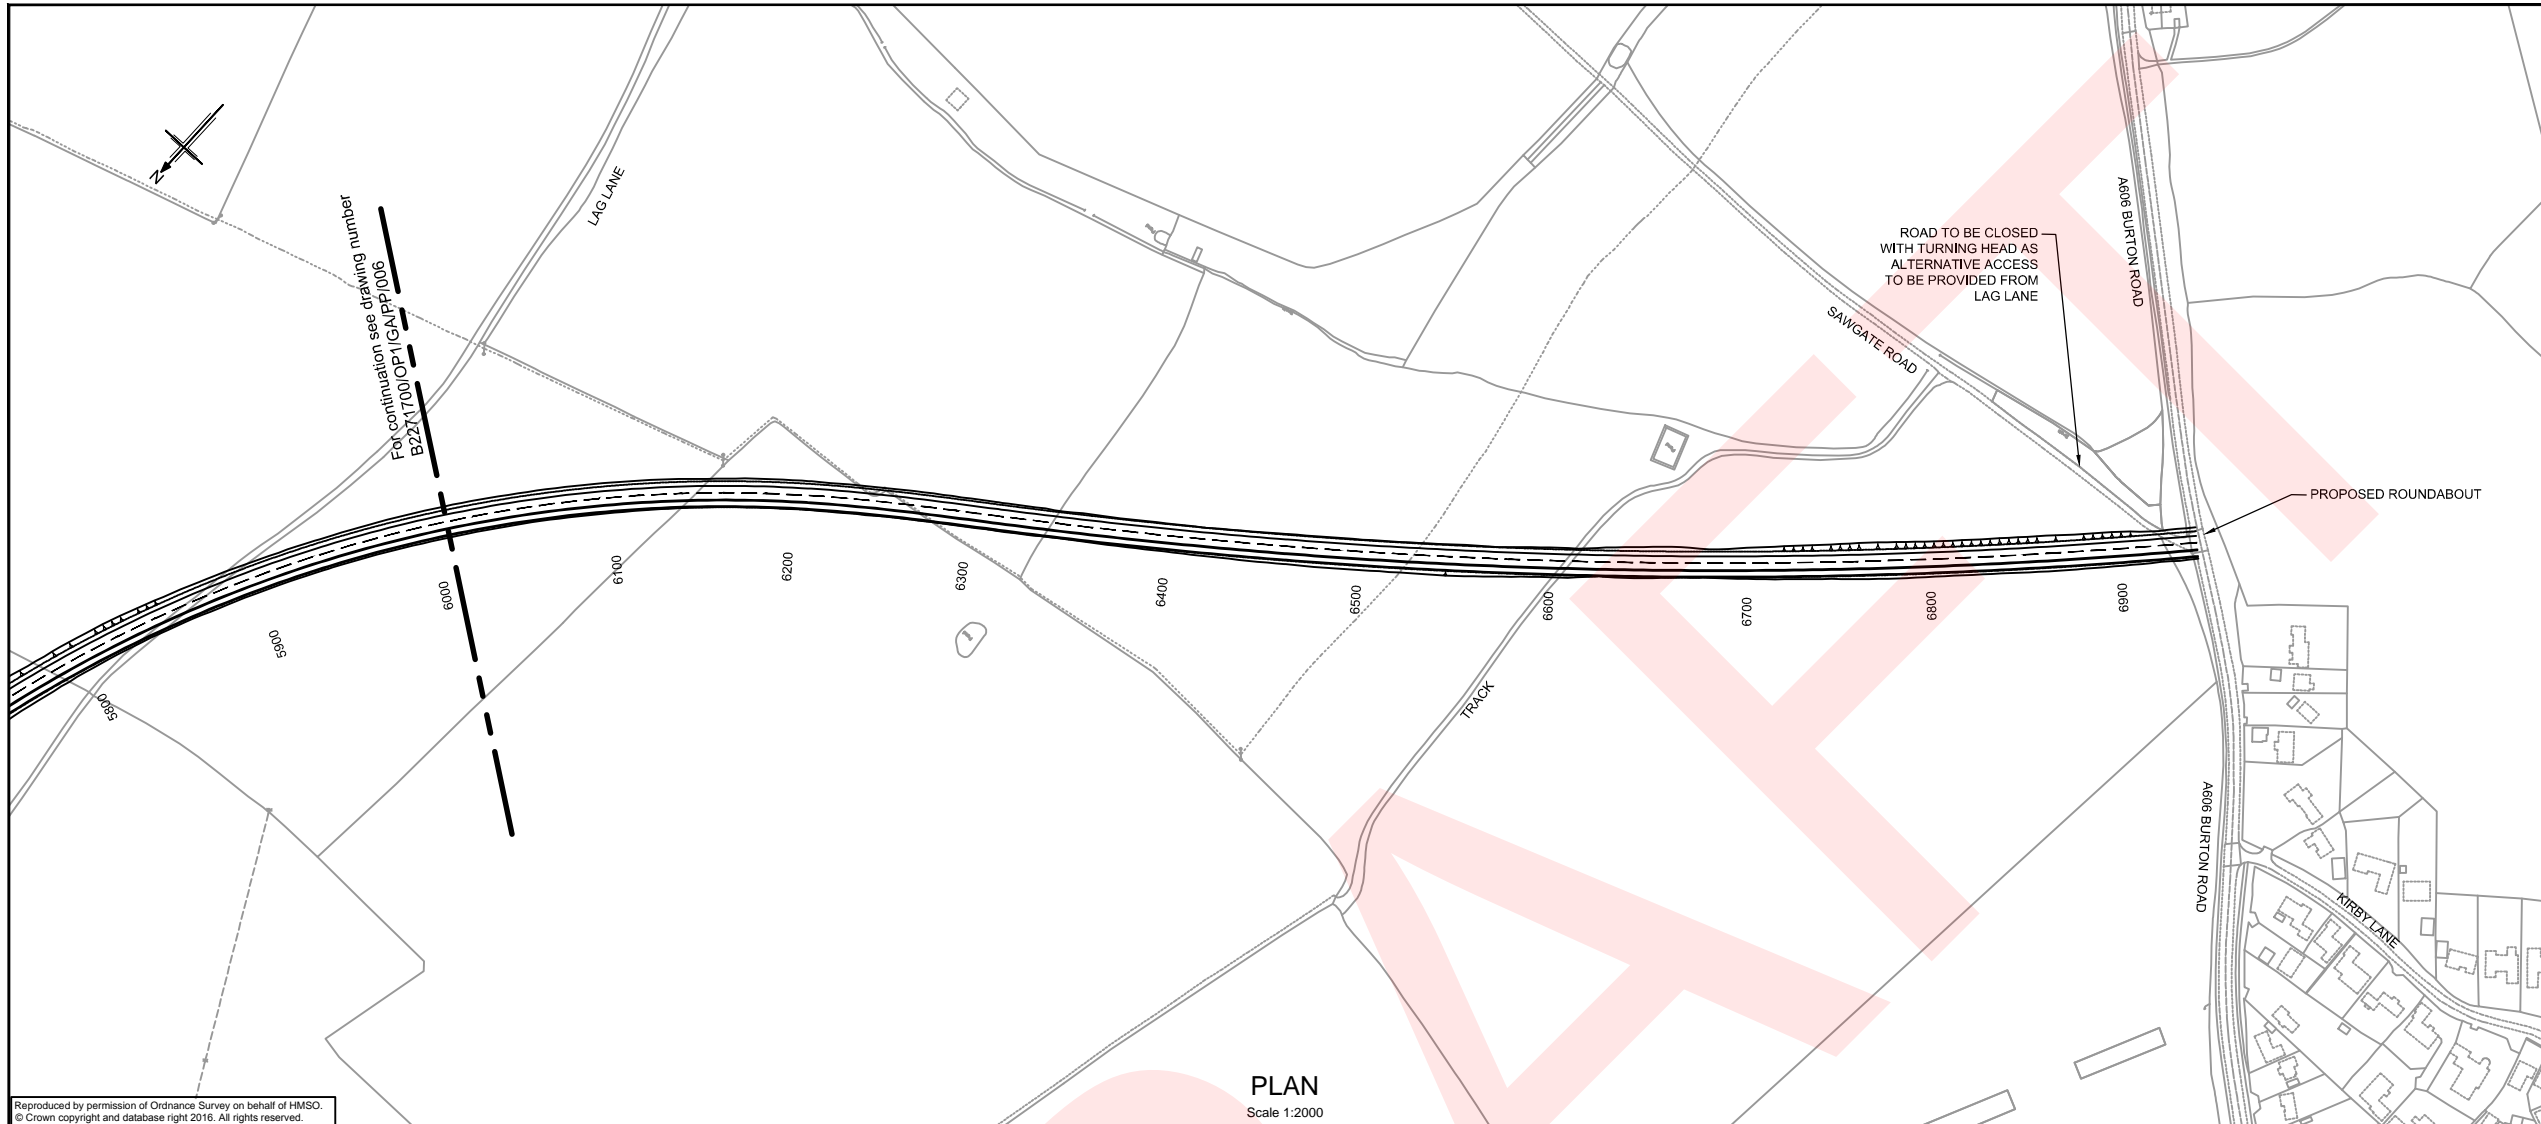 N
For continuation see drawing number
B2271700/OP1/GA/PP/006
LAG LANE
ROAD TO BE CLOSED
WITH TURNING HEAD AS
ALTERNATIVE ACCESS
TO BE PROVIDED FROM
LAG LANE
A606 BURTON ROAD
SAWGATE ROAD
PROPOSED ROUNDABOUT
5800
5900
6000
6100
6200
6300
6400
6500
6600
6700
6800
6900
TRACK
A606 BURTON ROAD
KIRBY LANE
PLAN
Scale 1:2000
Reproduced by permission of Ordnance Survey on behalf of HMSO.
© Crown copyright and database right 2016. All rights reserved.